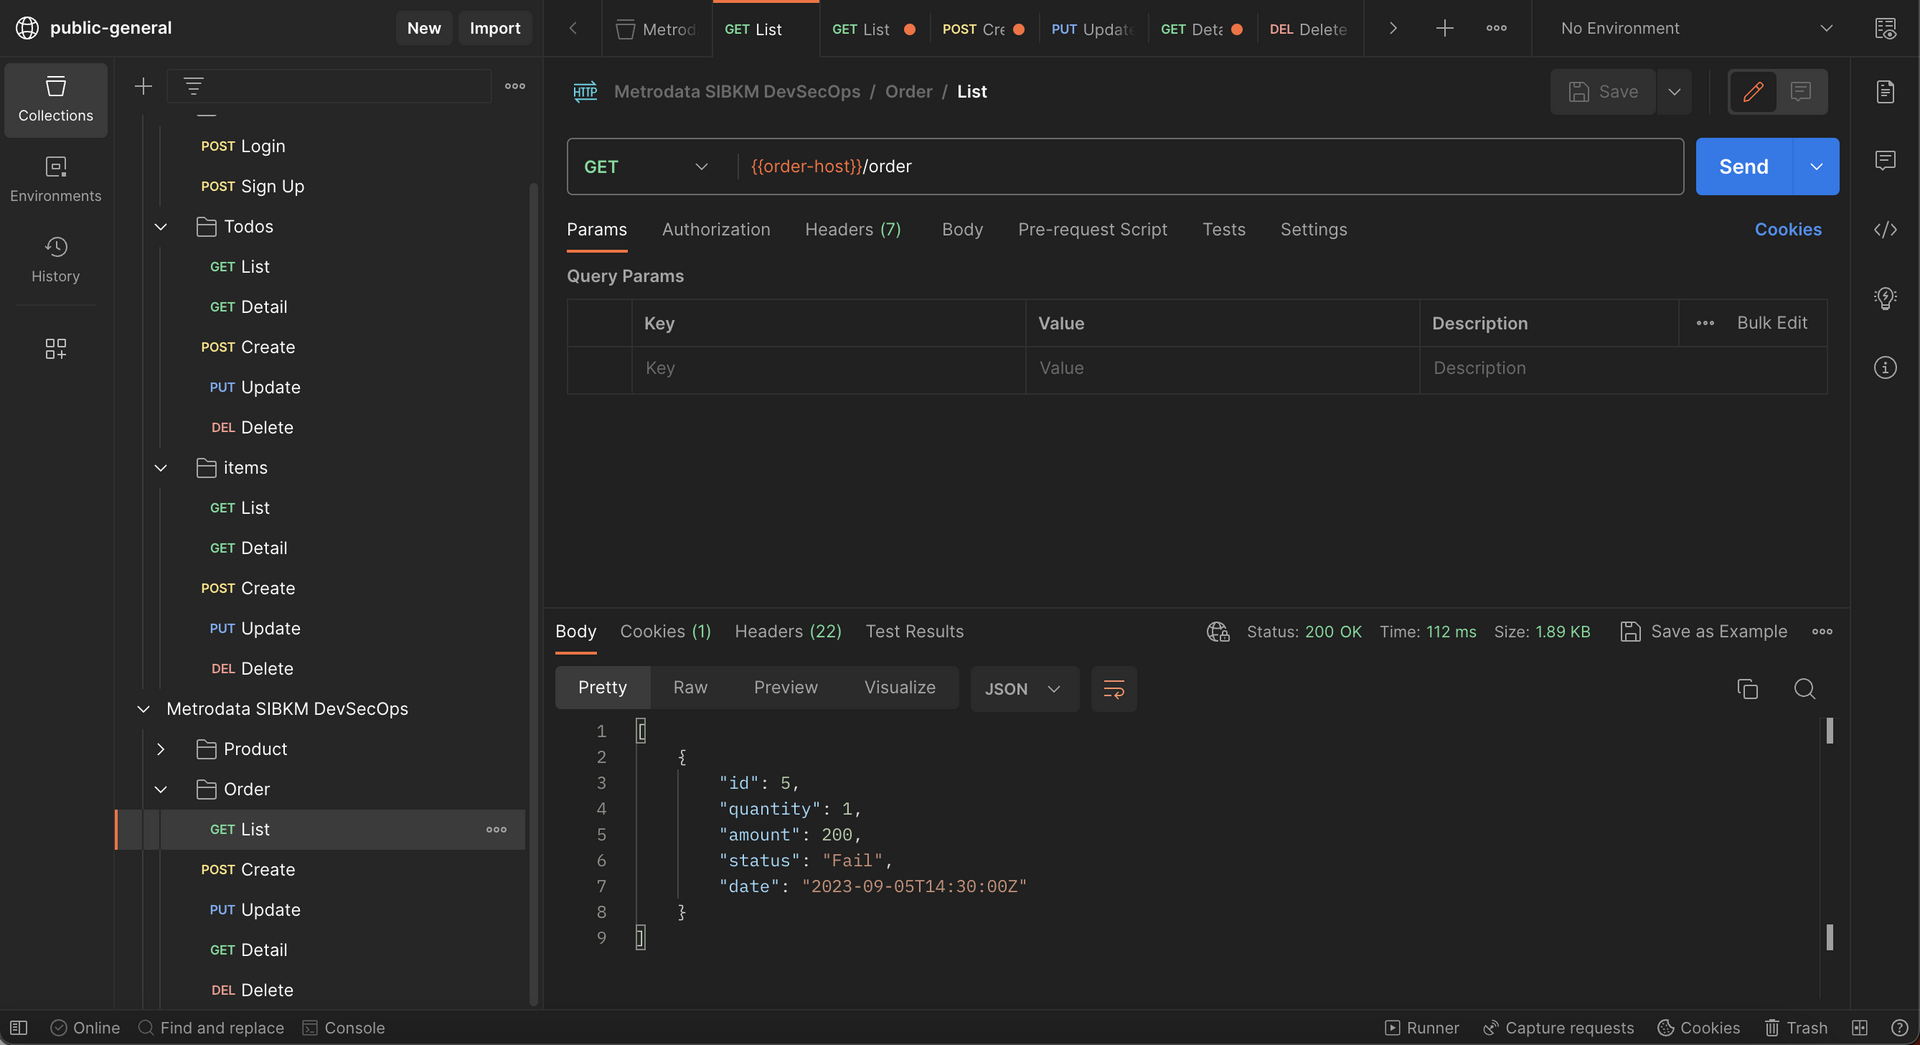 public-general
New
Import
Metrod
GET List
GET List
POST Cre
PUT Update
GET Deta
DEL Delete
No Environment
Collections
Environments
History
POST Login
POST Sign Up
Todos
GET List
GET Detail
POST Create
PUT Update
DEL Delete
items
GET List
GET Detail
POST Create
PUT Update
DEL Delete
Metrodata SIBKM DevSecOps
Product
Order
GET List
POST Create
PUT Update
GET Detail
DEL Delete
HTTP Metrodata SIBKM DevSecOps / Order / List
Save
GET
{{order-host}}/order
Send
Params Authorization Headers (7) Body Pre-request Script Tests Settings
Cookies
Query Params
Key Value Description Bulk Edit
Key Value Description
Body Cookies (1) Headers (22) Test Results
Status: 200 OK Time: 112 ms Size: 1.89 KB Save as Example
Pretty Raw Preview Visualize JSON
1 [
2 {
3 "id": 5,
4 "quantity": 1,
5 "amount": 200,
6 "status": "Fail",
7 "date": "2023-09-05T14:30:00Z"
8 }
9 ]
Online Find and replace Console
Runner Capture requests Cookies Trash